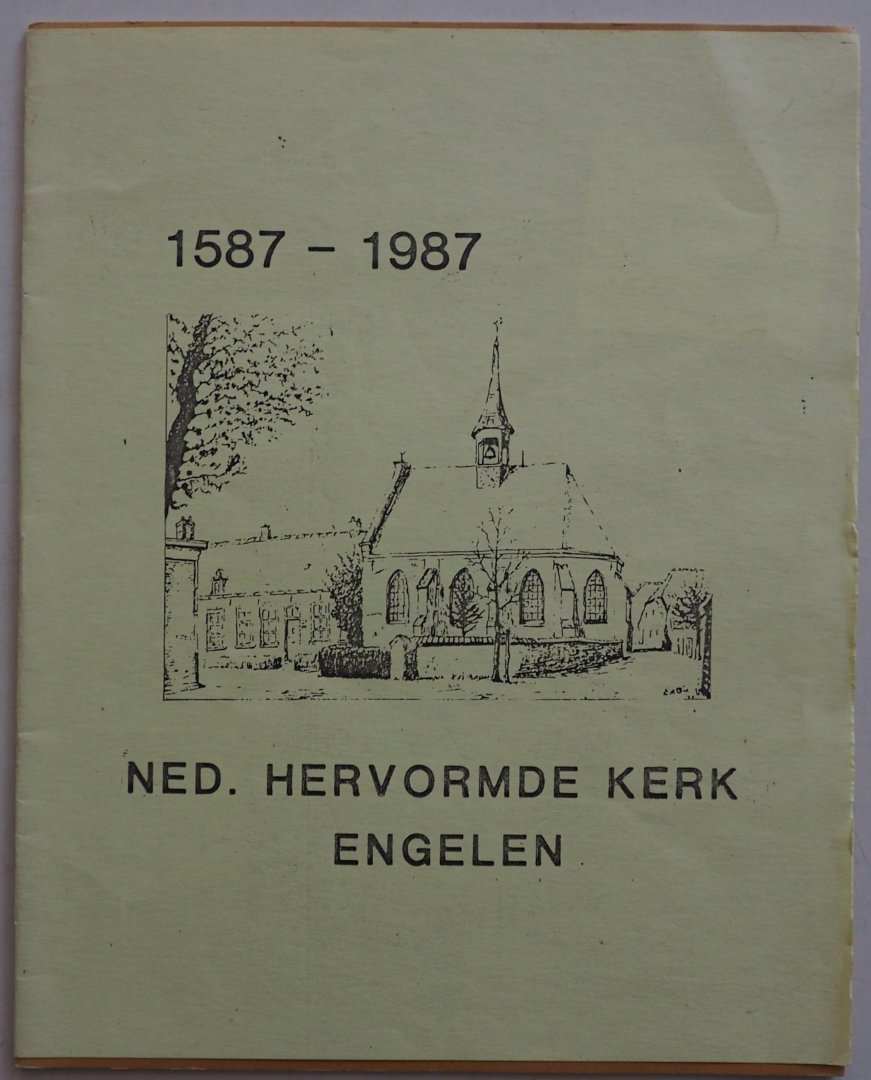 1587 - 1987
NED. HERVORMDE KERK
ENGELEN